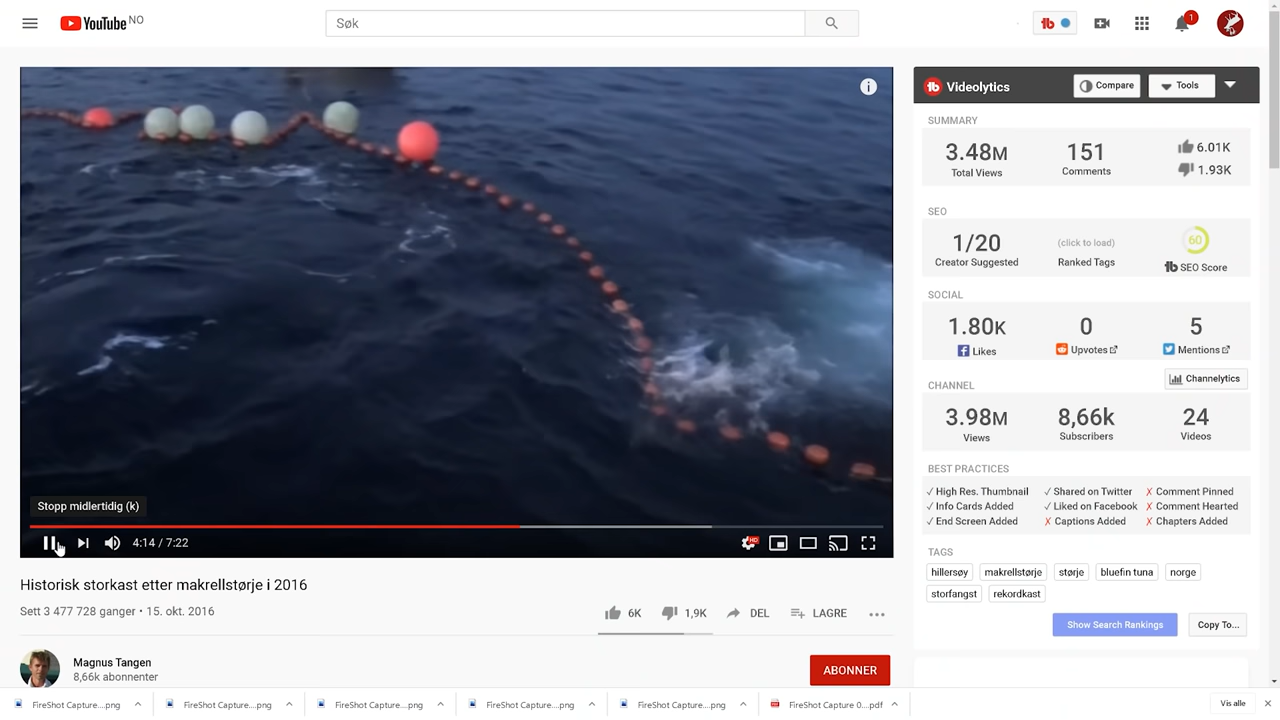 YouTube NO
Søk
1
Stopp midlertidig (k)
4:14 / 7:22
HD
Historisk storkast etter makrellstørje i 2016
Sett 3 477 728 ganger • 15. okt. 2016
6K 1,9K DEL LAGRE
Magnus Tangen
8,66k abonnenter
ABONNER
Videolytics Compare Tools
SUMMARY
3.48M 151 6.01K
Total Views Comments 1.93K
SEO
1/20 (click to load) 60
Creator Suggested Ranked Tags SEO Score
SOCIAL
1.80K 0 5
Likes Upvotes Mentions
CHANNEL Channelytics
3.98M 8,66k 24
Views Subscribers Videos
BEST PRACTICES
✓ High Res. Thumbnail ✓ Shared on Twitter ✗ Comment Pinned
✓ Info Cards Added ✓ Liked on Facebook ✗ Comment Hearted
✓ End Screen Added ✗ Captions Added ✗ Chapters Added
TAGS
hillersøy makrellstørje størje bluefin tuna norge
storfangst rekordkast
Show Search Rankings Copy To...
FireShot Capture....png FireShot Capture....png FireShot Capture....png FireShot Capture....png FireShot Capture....png FireShot Capture 0....pdf Vis alle